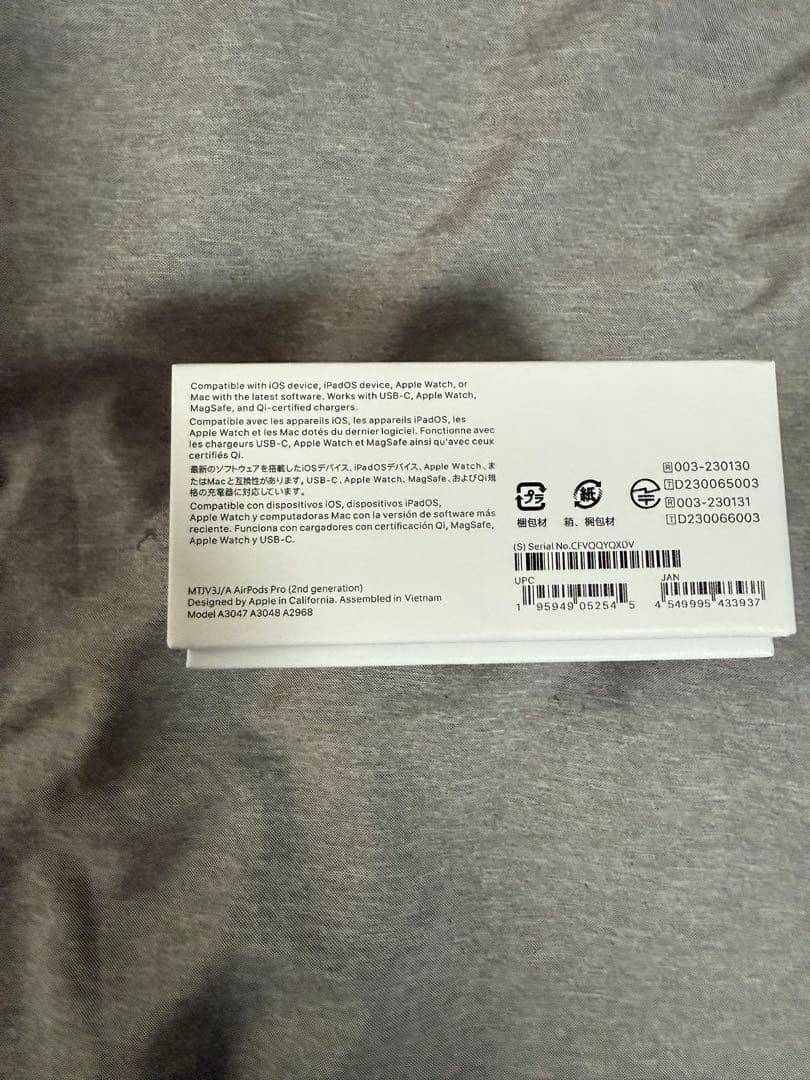 Compatible with iOS device, iPadOS device, Apple Watch, or
Mac with the latest software. Works with USB-C, Apple Watch,
MagSafe, and Qi-certified chargers.
Compatible avec les appareils iOS, les appareils iPadOS, les
Apple Watch et les Mac dotés du dernier logiciel. Fonctionne avec
les chargeurs USB-C, Apple Watch et MagSafe ainsi qu'avec ceux
certifiés Qi.
最新のソフトウェアを搭載したiOSデバイス、iPadOSデバイス、Apple Watch、ま
たはMacと互換性があります。USB-C、Apple Watch、MagSafe、およびQi規
格の充電器に対応しています。
Compatible con dispositivos iOS, dispositivos iPadOS,
Apple Watch y computadoras Mac con la versión de software más
reciente. Funciona con cargadores con certificación Qi, MagSafe,
Apple Watch y USB-C.
MTJV3J/A AirPods Pro (2nd generation)
Designed by Apple in California. Assembled in Vietnam
Model A3047 A3048 A2968
プラ
梱包材
紙
箱、梱包材
R 003-230130
T D230065003
R 003-230131
T D230066003
(S) Serial No.CFVQQYQXDV
UPC
1 95949 05254 5
JAN
4 549995 433937